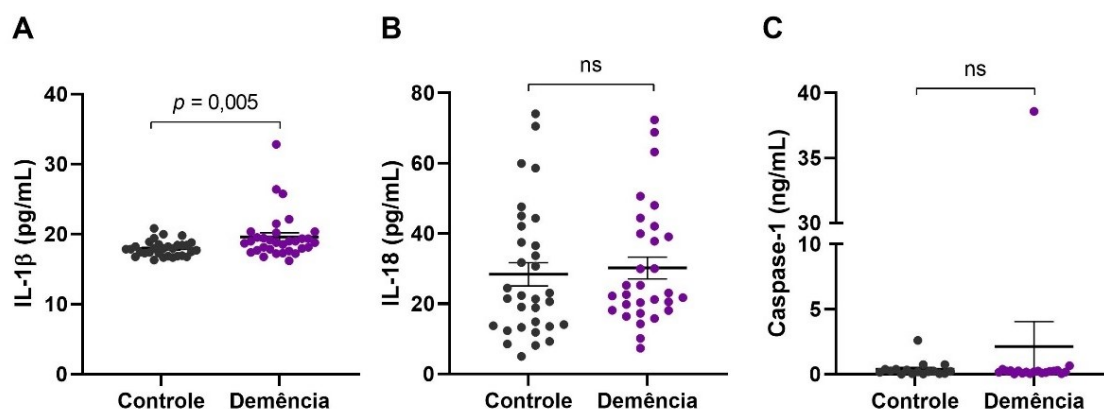 A
IL-1β (pg/mL)
40
30
20
10
0
p = 0,005
Controle
Demência
B
IL-18 (pg/mL)
80
60
40
20
0
ns
Controle
Demência
C
Caspase-1 (ng/mL)
40
35
30
10
5
0
ns
Controle
Demência